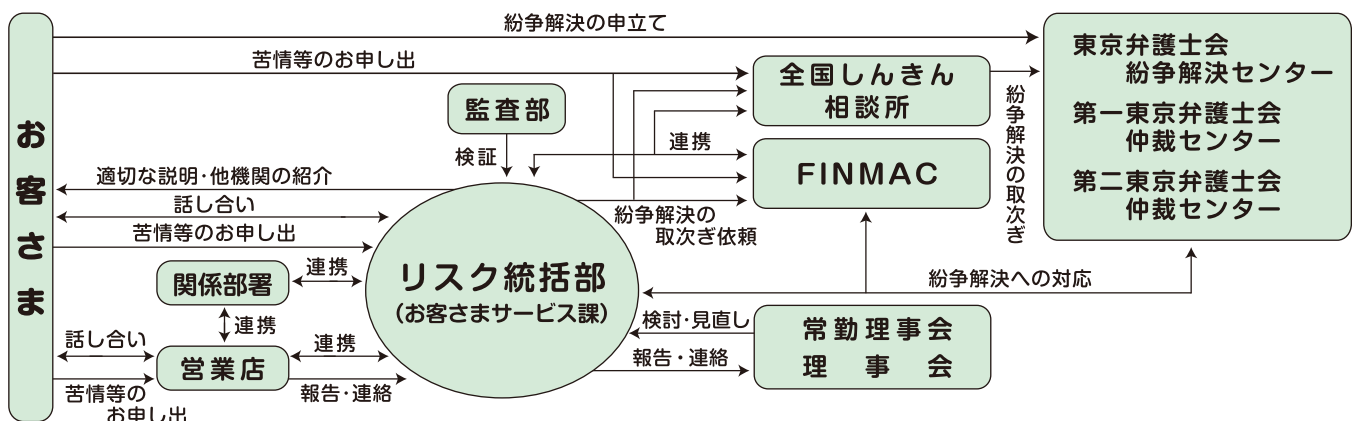 お客さま
紛争解決の申立て
苦情等のお申し出
監査部
検証
適切な説明・他機関の紹介
話し合い
苦情等のお申し出
関係部署
連携
連携
話し合い
営業店
連携
苦情等の
お申し出
報告・連絡
リスク統括部
(お客さまサービス課)
全国しんきん
相談所
連携
FINMAC
紛争解決の
取次ぎ依頼
紛争解決の取次ぎ
東京弁護士会
紛争解決センター
第一東京弁護士会
仲裁センター
第二東京弁護士会
仲裁センター
紛争解決への対応
検討・見直し
報告・連絡
常勤理事会
理事会